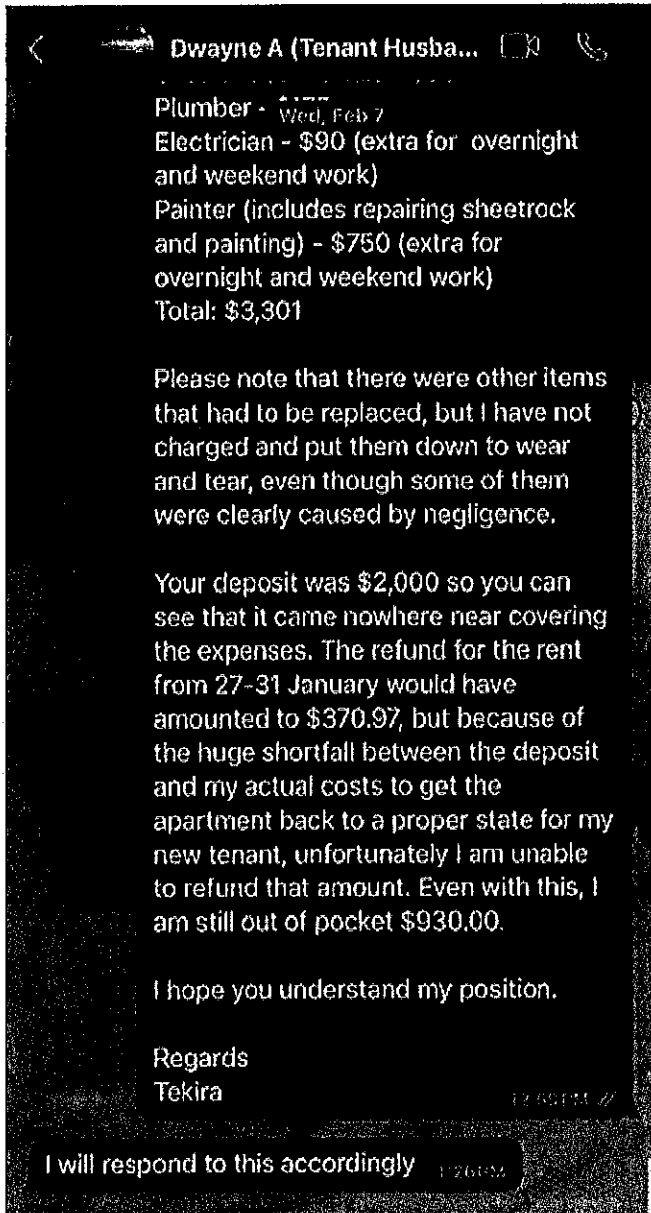 Dwayne A (Tenant Husba...
Plumber -
Wed, Feb 7
Electrician - $90 (extra for overnight
and weekend work)
Painter (includes repairing sheetrock
and painting) - $750 (extra for
overnight and weekend work)
Total: $3,301
Please note that there were other items
that had to be replaced, but I have not
charged and put them down to wear
and tear, even though some of them
were clearly caused by negligence.
Your deposit was $2,000 so you can
see that it came nowhere near covering
the expenses. The refund for the rent
from 27-31 January would have
amounted to $370.97, but because of
the huge shortfall between the deposit
and my actual costs to get the
apartment back to a proper state for my
new tenant, unfortunately I am unable
to refund that amount. Even with this, I
am still out of pocket $930.00.
I hope you understand my position.
Regards
Tekira
I will respond to this accordingly
1:26 PM